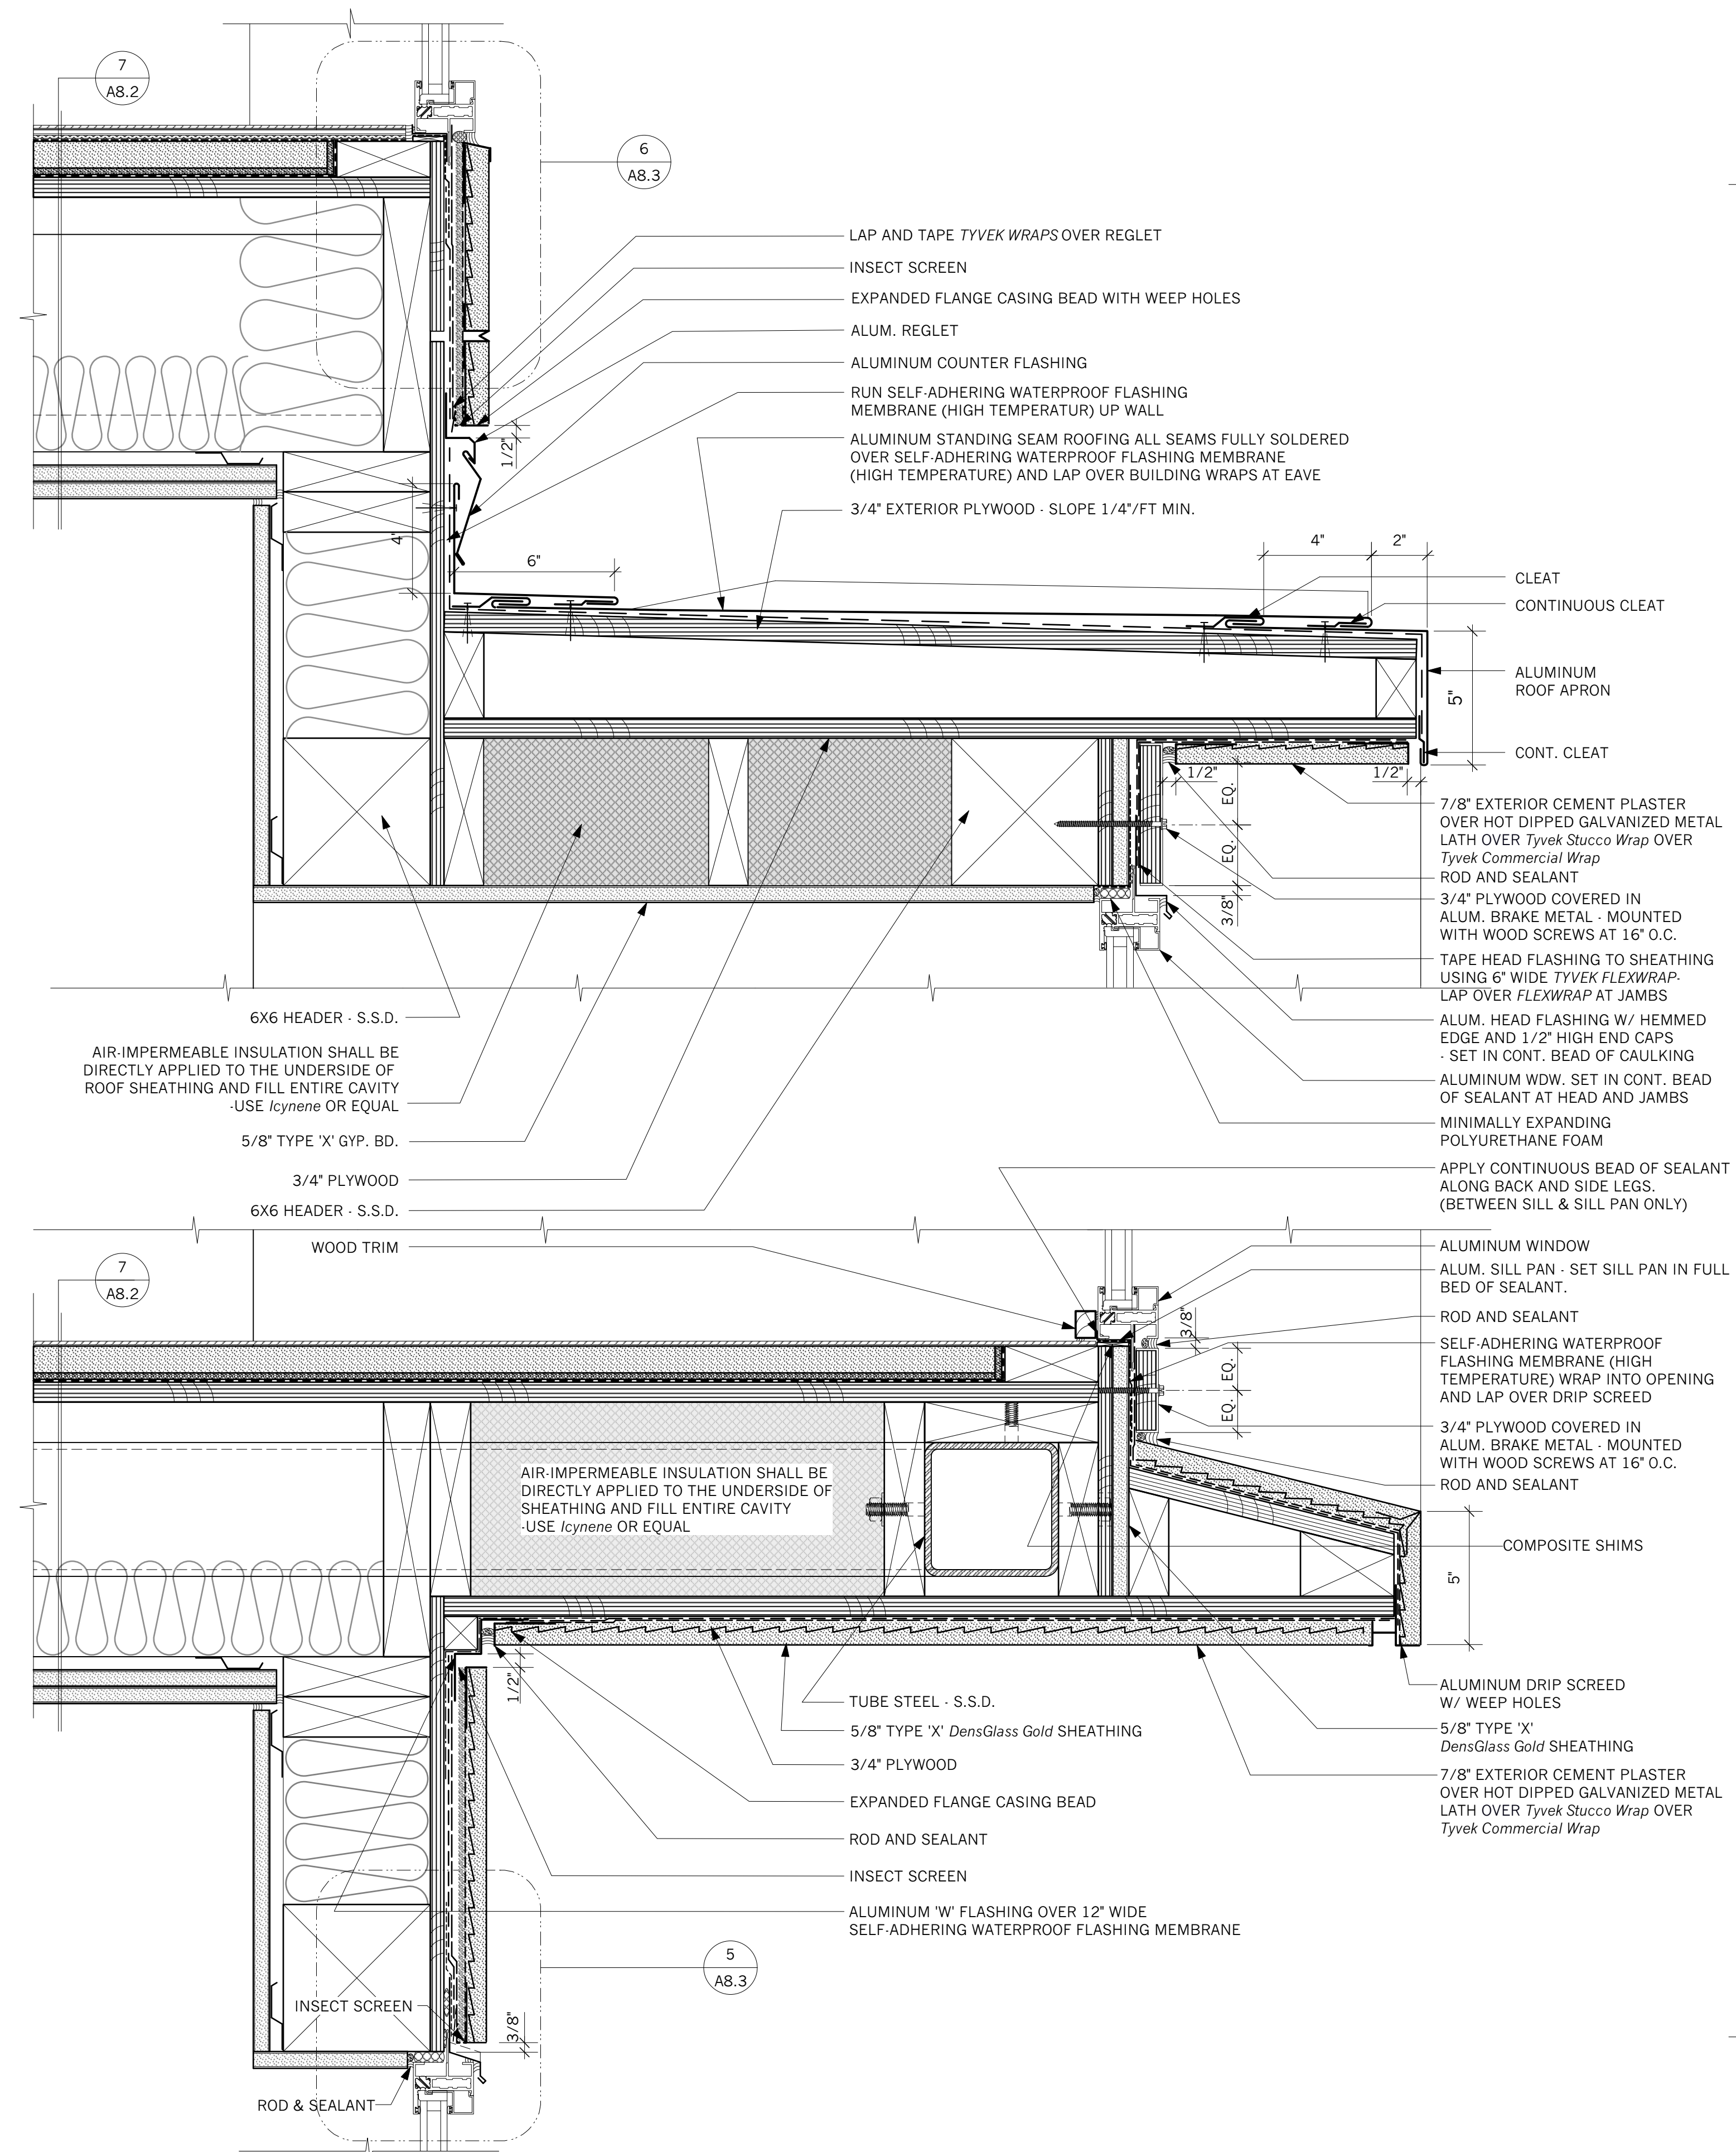 7
A8.2
6
A8.3
LAP AND TAPE TYVEK WRAPS OVER REGLET
INSECT SCREEN
EXPANDED FLANGE CASING BEAD WITH WEEP HOLES
ALUM. REGLET
ALUMINUM COUNTER FLASHING
RUN SELF-ADHERING WATERPROOF FLASHING
MEMBRANE (HIGH TEMPERATUR) UP WALL
ALUMINUM STANDING SEAM ROOFING ALL SEAMS FULLY SOLDERED
OVER SELF-ADHERING WATERPROOF FLASHING MEMBRANE
(HIGH TEMPERATURE) AND LAP OVER BUILDING WRAPS AT EAVE
3/4" EXTERIOR PLYWOOD - SLOPE 1/4"/FT MIN.
1/2"
4"
6"
4"
2"
CLEAT
CONTINUOUS CLEAT
ALUMINUM
ROOF APRON
5"
CONT. CLEAT
1/2"
1/2"
EQ.
EQ.
3/8"
7/8" EXTERIOR CEMENT PLASTER
OVER HOT DIPPED GALVANIZED METAL
LATH OVER Tyvek Stucco Wrap OVER
Tyvek Commercial Wrap
ROD AND SEALANT
3/4" PLYWOOD COVERED IN
ALUM. BRAKE METAL - MOUNTED
WITH WOOD SCREWS AT 16" O.C.
TAPE HEAD FLASHING TO SHEATHING
USING 6" WIDE TYVEK FLEXWRAP-
LAP OVER FLEXWRAP AT JAMBS
ALUM. HEAD FLASHING W/ HEMMED
EDGE AND 1/2" HIGH END CAPS
- SET IN CONT. BEAD OF CAULKING
ALUMINUM WDW. SET IN CONT. BEAD
OF SEALANT AT HEAD AND JAMBS
MINIMALLY EXPANDING
POLYURETHANE FOAM
6X6 HEADER - S.S.D.
AIR-IMPERMEABLE INSULATION SHALL BE
DIRECTLY APPLIED TO THE UNDERSIDE OF
ROOF SHEATHING AND FILL ENTIRE CAVITY
-USE Icynene OR EQUAL
5/8" TYPE 'X' GYP. BD.
3/4" PLYWOOD
6X6 HEADER - S.S.D.
APPLY CONTINUOUS BEAD OF SEALANT
ALONG BACK AND SIDE LEGS.
(BETWEEN SILL & SILL PAN ONLY)
WOOD TRIM
7
A8.2
ALUMINUM WINDOW
ALUM. SILL PAN - SET SILL PAN IN FULL
BED OF SEALANT.
ROD AND SEALANT
SELF-ADHERING WATERPROOF
FLASHING MEMBRANE (HIGH
TEMPERATURE) WRAP INTO OPENING
AND LAP OVER DRIP SCREED
3/4" PLYWOOD COVERED IN
ALUM. BRAKE METAL - MOUNTED
WITH WOOD SCREWS AT 16" O.C.
ROD AND SEALANT
3/8"
EQ.
EQ.
AIR-IMPERMEABLE INSULATION SHALL BE
DIRECTLY APPLIED TO THE UNDERSIDE OF
SHEATHING AND FILL ENTIRE CAVITY
-USE Icynene OR EQUAL
COMPOSITE SHIMS
5"
1/2"
TUBE STEEL - S.S.D.
5/8" TYPE 'X' DensGlass Gold SHEATHING
3/4" PLYWOOD
EXPANDED FLANGE CASING BEAD
ROD AND SEALANT
INSECT SCREEN
ALUMINUM 'W' FLASHING OVER 12" WIDE
SELF-ADHERING WATERPROOF FLASHING MEMBRANE
ALUMINUM DRIP SCREED
W/ WEEP HOLES
5/8" TYPE 'X'
DensGlass Gold SHEATHING
7/8" EXTERIOR CEMENT PLASTER
OVER HOT DIPPED GALVANIZED METAL
LATH OVER Tyvek Stucco Wrap OVER
Tyvek Commercial Wrap
5
A8.3
INSECT SCREEN
3/8"
ROD & SEALANT